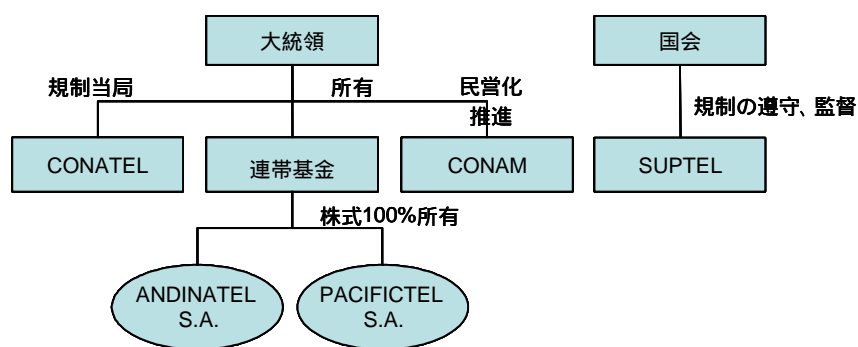 大統領
国会
規制当局
所有
民営化
推進
規制の遵守、監督
CONATEL
連帯基金
CONAM
SUPTEL
株式100%所有
ANDINATEL
S.A.
PACIFICTEL
S.A.